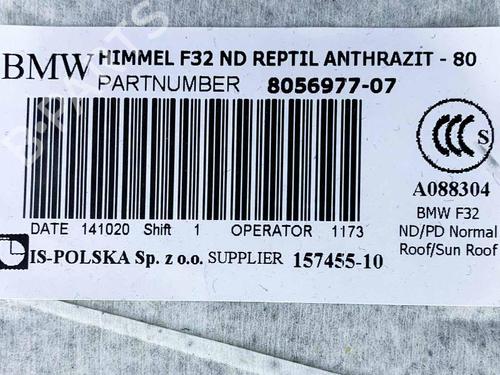 BMW HIMMEL F32 ND REPTIL ANTHRAZIT - 80
PARTNUMBER 8056977-07
S
A088304
BMW F32
ND/PD Normal
Roof/Sun Roof
DATE 141020 Shift 1 OPERATOR 1173
IS-POLSKA Sp. z o.o. SUPPLIER 157455-10
B-PARTS